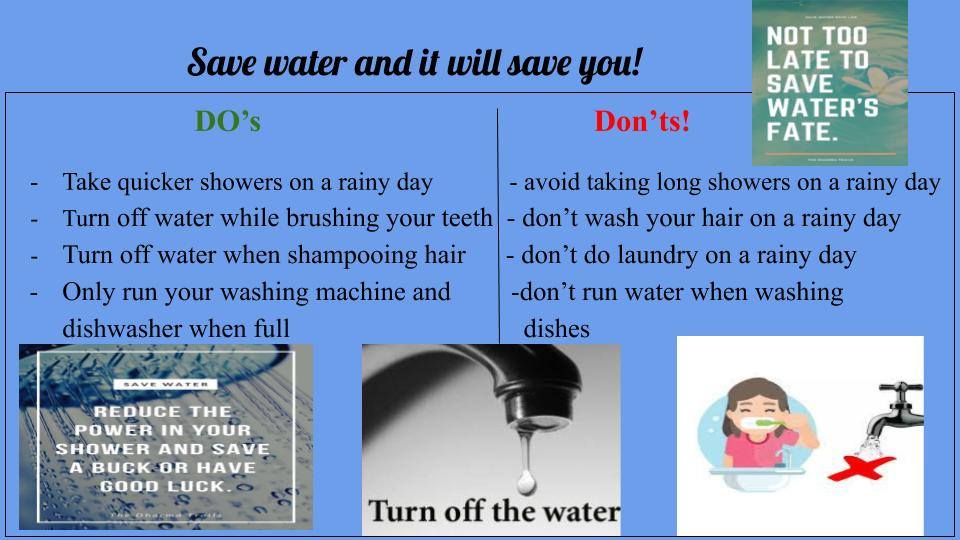 Save water and it will save you!
NOT TOO
LATE TO
SAVE
WATER'S
FATE.
DO's
- Take quicker showers on a rainy day
- Turn off water while brushing your teeth
- Turn off water when shampooing hair
- Only run your washing machine and
dishwasher when full
Don'ts!
- avoid taking long showers on a rainy day
- don't wash your hair on a rainy day
- don't do laundry on a rainy day
-don't run water when washing
dishes
SAVE WATER
REDUCE THE
POWER IN YOUR
SHOWER AND SAVE
A BUCK OR HAVE
GOOD LUCK.
The Dharma Trails
Turn off the water